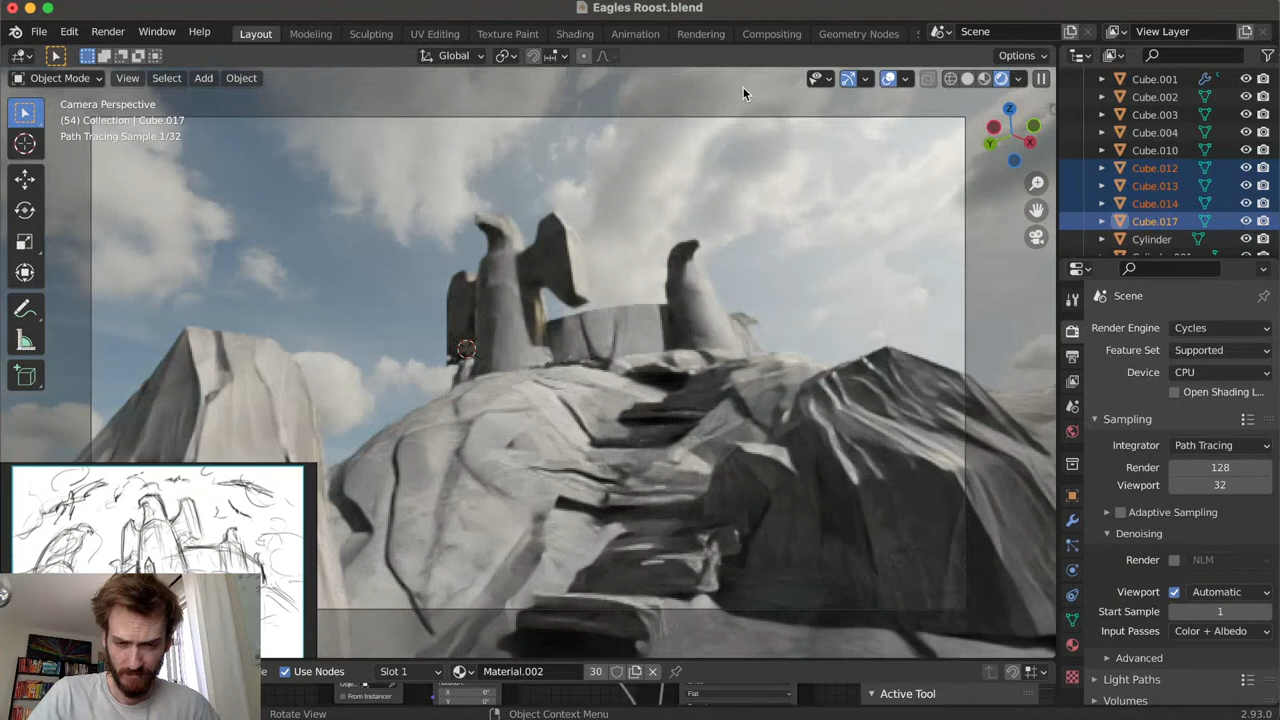 Eagles Roost.blend
File Edit Render Window Help
Layout Modeling Sculpting UV Editing Texture Paint Shading Animation Rendering Compositing Geometry Nodes
Scene
View Layer
Global
Options
Object Mode View Select Add Object
Camera Perspective
(54) Collection | Cube.017
Path Tracing Sample 1/32
Z
Y
X
Cube.001
Cube.002
Cube.003
Cube.004
Cube.010
Cube.012
Cube.013
Cube.014
Cube.017
Cylinder
Scene
Render Engine Cycles
Feature Set Supported
Device CPU
Open Shading L...
Sampling
Integrator Path Tracing
Render 128
Viewport 32
Adaptive Sampling
Denoising
Render NLM
Viewport Automatic
Start Sample 1
Input Passes Color + Albedo
Advanced
Light Paths
Volumes
Use Nodes Slot 1 Material.002 30
From Instancer
X 0°
Y 0°
Flat
Active Tool
Rotate View Object Context Menu
2.93.0